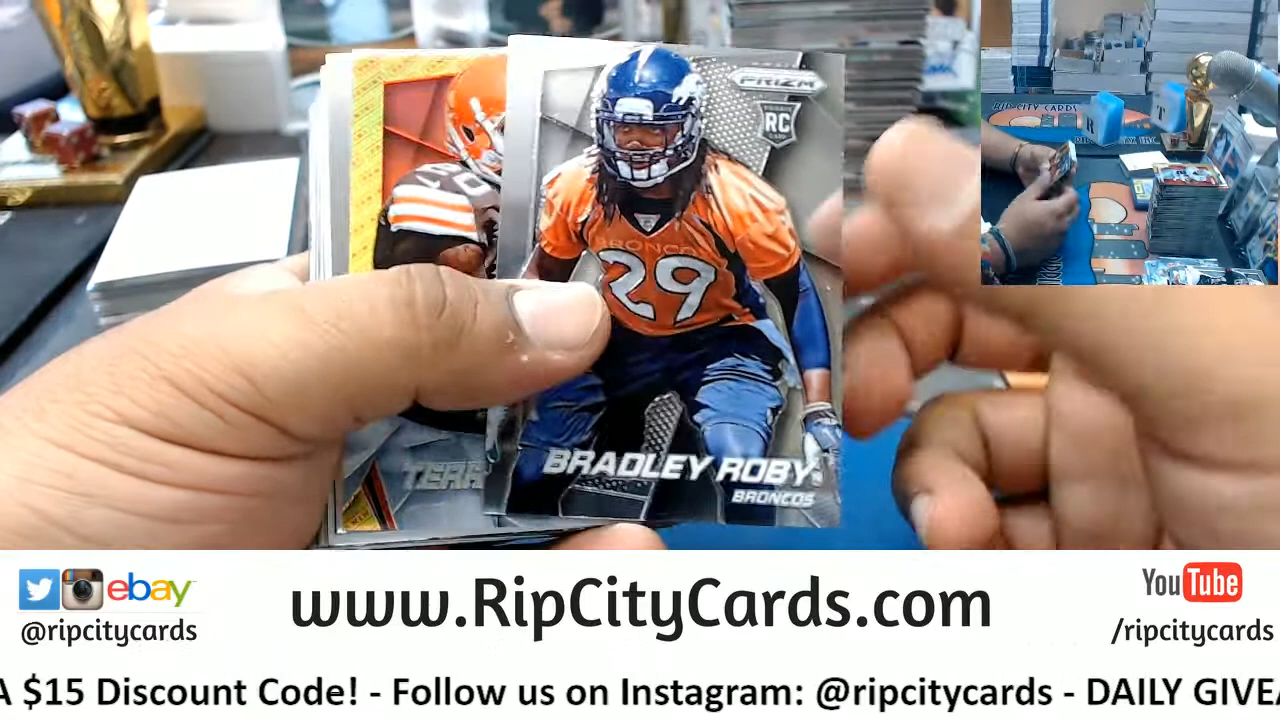 PRIZM
RC
BRONCOS
29
TERR
BRADLEY ROBY
BRONCOS
RIP CITY CARDS
ebay
@ripcitycards
www.RipCityCards.com
YouTube
/ripcitycards
A $15 Discount Code! - Follow us on Instagram: @ripcitycards - DAILY GIVEA